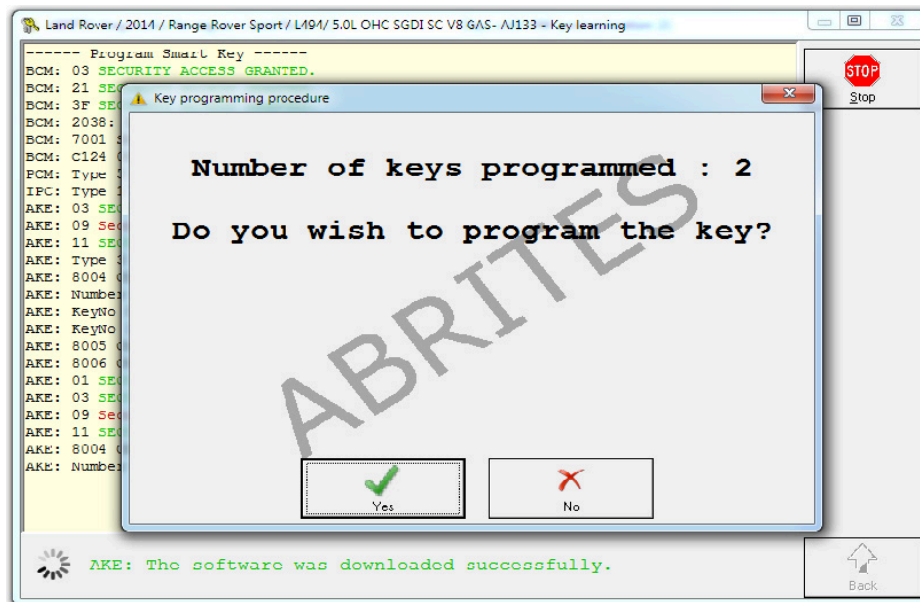 Land Rover / 2014 / Range Rover Sport / L494/ 5.0L OHC SGDI SC V8 GAS- AJ133 - Key learning
------ Program Smart Key ------
BCM: 03 SECURITY ACCESS GRANTED.
BCM: 21
BCM: 3F
BCM: 2038:
BCM: 7001
BCM: C124
PCM: Type
IPC: Type
AKE: 03
AKE: 09
AKE: 11
AKE: Type
AKE: 8004
AKE: Number
AKE: KeyNo
AKE: KeyNo
AKE: 8005
AKE: 8006
AKE: 01
AKE: 03
AKE: 09
AKE: 11
AKE: 8004
AKE: Number
STOP
Stop
Key programming procedure
Number of keys programmed : 2
Do you wish to program the key?
ABRITES
Yes
No
AKE: The software was downloaded successfully.
Back